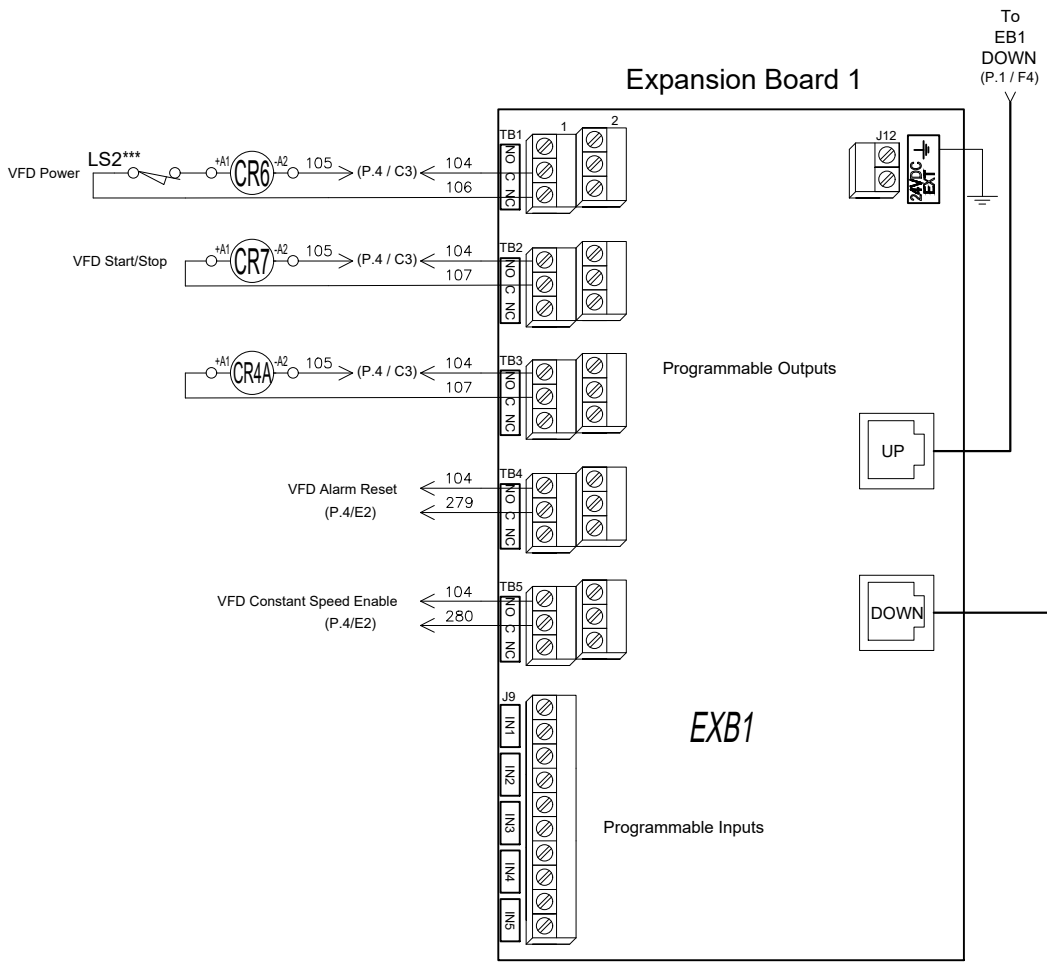 To
EB1
DOWN
(P.1 / F4)
Expansion Board 1
TB1
1
2
NO C NC
J12
24VDC
EXT
VFD Power
LS2***
+A1
CR6
-A2
105
(P.4 / C3)
104
106
TB2
NO C NC
VFD Start/Stop
+A1
CR7
-A2
105
(P.4 / C3)
104
107
TB3
NO C NC
+A1
CR4A
-A2
105
(P.4 / C3)
104
107
Programmable Outputs
UP
TB4
NO C NC
VFD Alarm Reset
(P.4/E2)
104
279
TB5
NO C NC
VFD Constant Speed Enable
(P.4/E2)
104
280
DOWN
J9
IN1
IN2
IN3
IN4
IN5
EXB1
Programmable Inputs